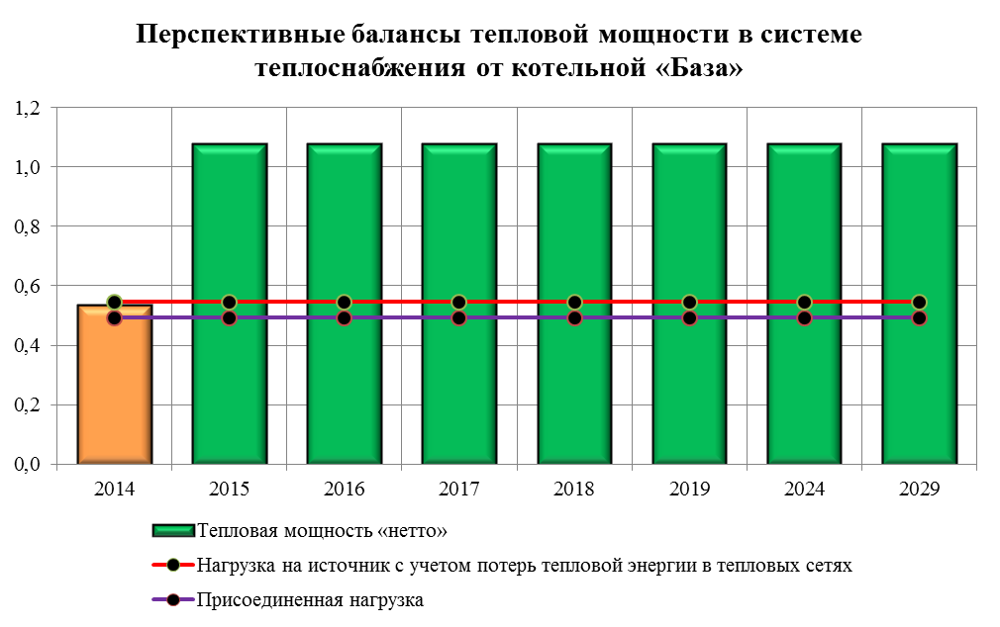 Перспективные балансы тепловой мощности в системе
теплоснабжения от котельной «База»
1,2
1,0
0,8
0,6
0,4
0,2
0,0
2014 2015 2016 2017 2018 2019 2024 2029
Тепловая мощность «нетто»
Нагрузка на источник с учетом потерь тепловой энергии в тепловых сетях
Присоединенная нагрузка